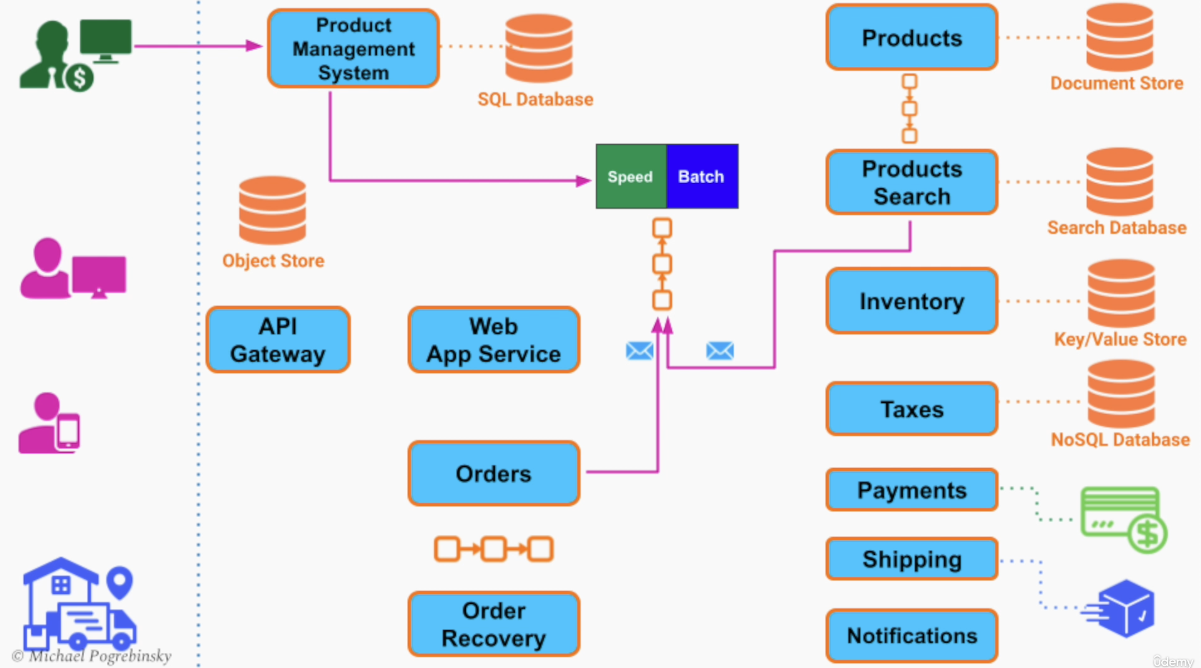 Product
Management
System
SQL Database
Products
Document Store
Speed
Batch
Products
Search
Search Database
Object Store
Inventory
Key/Value Store
API
Gateway
Web
App Service
Taxes
NoSQL Database
Orders
Payments
Shipping
Order
Recovery
Notifications
© Michael Pogrebinsky
ûdemy